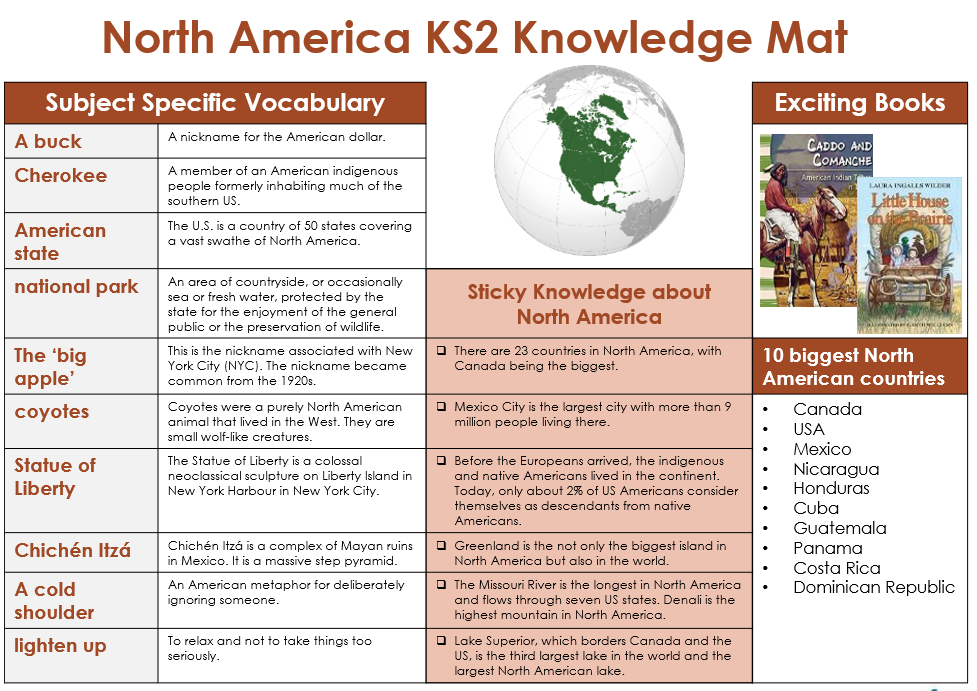 North America KS2 Knowledge Mat
Subject Specific Vocabulary
A buck
A nickname for the American dollar.
Cherokee
A member of an American indigenous
people formerly inhabiting much of the
southern US.
American
state
The U.S. is a country of 50 states covering
a vast swathe of North America.
national park
An area of countryside, or occasionally
sea or fresh water, protected by the
state for the enjoyment of the general
public or the preservation of wildlife.
The ‘big
apple’
This is the nickname associated with New
York City (NYC). The nickname became
common from the 1920s.
coyotes
Coyotes were a purely North American
animal that lived in the West. They are
small wolf-like creatures.
Statue of
Liberty
The Statue of Liberty is a colossal
neoclassical sculpture on Liberty Island in
New York Harbour in New York City.
Chichén Itzá
Chichén Itzá is a complex of Mayan ruins
in Mexico. It is a massive step pyramid.
A cold
shoulder
An American metaphor for deliberately
ignoring someone.
lighten up
To relax and not to take things too
seriously.
Sticky Knowledge about
North America
❑ There are 23 countries in North America, with
Canada being the biggest.
❑ Mexico City is the largest city with more than 9
million people living there.
❑ Before the Europeans arrived, the indigenous
and native Americans lived in the continent.
Today, only about 2% of US Americans consider
themselves as descendants from native
Americans.
❑ Greenland is the not only the biggest island in
North America but also in the world.
❑ The Missouri River is the longest in North America
and flows through seven US states. Denali is the
highest mountain in North America.
❑ Lake Superior, which borders Canada and the
US, is the third largest lake in the world and the
largest North American lake.
Exciting Books
CADDO AND
COMANCHE
American Indian
LAURA INGALLS WILDER
Little House
on the Prairie
10 biggest North
American countries
• Canada
• USA
• Mexico
• Nicaragua
• Honduras
• Cuba
• Guatemala
• Panama
• Costa Rica
• Dominican Republic